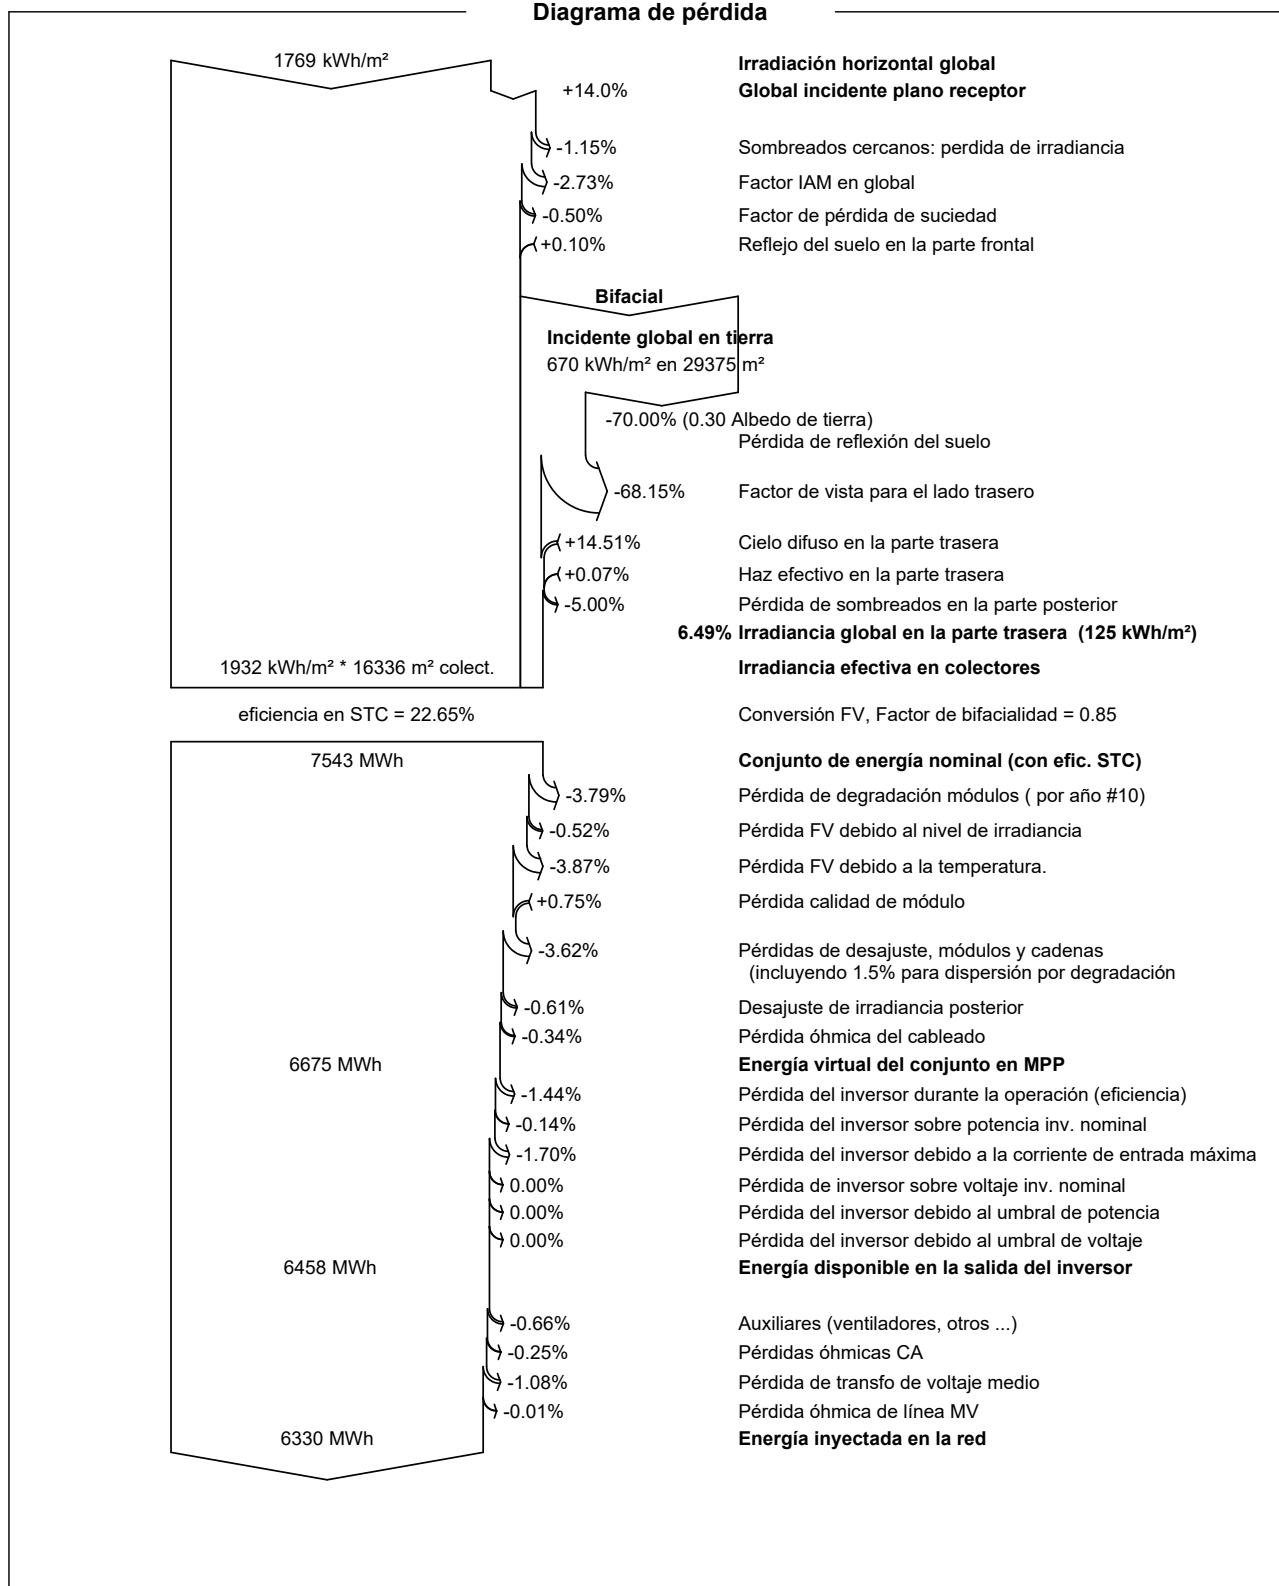 Diagrama de pérdida
1769 kWh/m² Irradiación horizontal global
+14.0% Global incidente plano receptor
-1.15% Sombreados cercanos: perdida de irradiancia
-2.73% Factor IAM en global
-0.50% Factor de pérdida de suciedad
+0.10% Reflejo del suelo en la parte frontal
Bifacial
Incidente global en tierra
670 kWh/m² en 29375 m²
-70.00% (0.30 Albedo de tierra)
Pérdida de reflexión del suelo
-68.15% Factor de vista para el lado trasero
+14.51% Cielo difuso en la parte trasera
+0.07% Haz efectivo en la parte trasera
-5.00% Pérdida de sombreados en la parte posterior
6.49% Irradiancia global en la parte trasera (125 kWh/m²)
1932 kWh/m² * 16336 m² colect. Irradiancia efectiva en colectores
eficiencia en STC = 22.65% Conversión FV, Factor de bifacialidad = 0.85
7543 MWh Conjunto de energía nominal (con efic. STC)
-3.79% Pérdida de degradación módulos ( por año #10)
-0.52% Pérdida FV debido al nivel de irradiancia
-3.87% Pérdida FV debido a la temperatura.
+0.75% Pérdida calidad de módulo
-3.62% Pérdidas de desajuste, módulos y cadenas
(incluyendo 1.5% para dispersión por degradación
-0.61% Desajuste de irradiancia posterior
-0.34% Pérdida óhmica del cableado
6675 MWh Energía virtual del conjunto en MPP
-1.44% Pérdida del inversor durante la operación (eficiencia)
-0.14% Pérdida del inversor sobre potencia inv. nominal
-1.70% Pérdida del inversor debido a la corriente de entrada máxima
0.00% Pérdida de inversor sobre voltaje inv. nominal
0.00% Pérdida del inversor debido al umbral de potencia
0.00% Pérdida del inversor debido al umbral de voltaje
6458 MWh Energía disponible en la salida del inversor
-0.66% Auxiliares (ventiladores, otros ...)
-0.25% Pérdidas óhmicas CA
-1.08% Pérdida de transfo de voltaje medio
-0.01% Pérdida óhmica de línea MV
6330 MWh Energía inyectada en la red